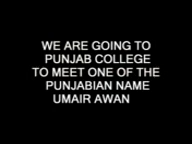 WE ARE GOING TO
PUNJAB COLLEGE
TO MEET ONE OF THE
PUNJABIAN NAME
UMAIR AWAN